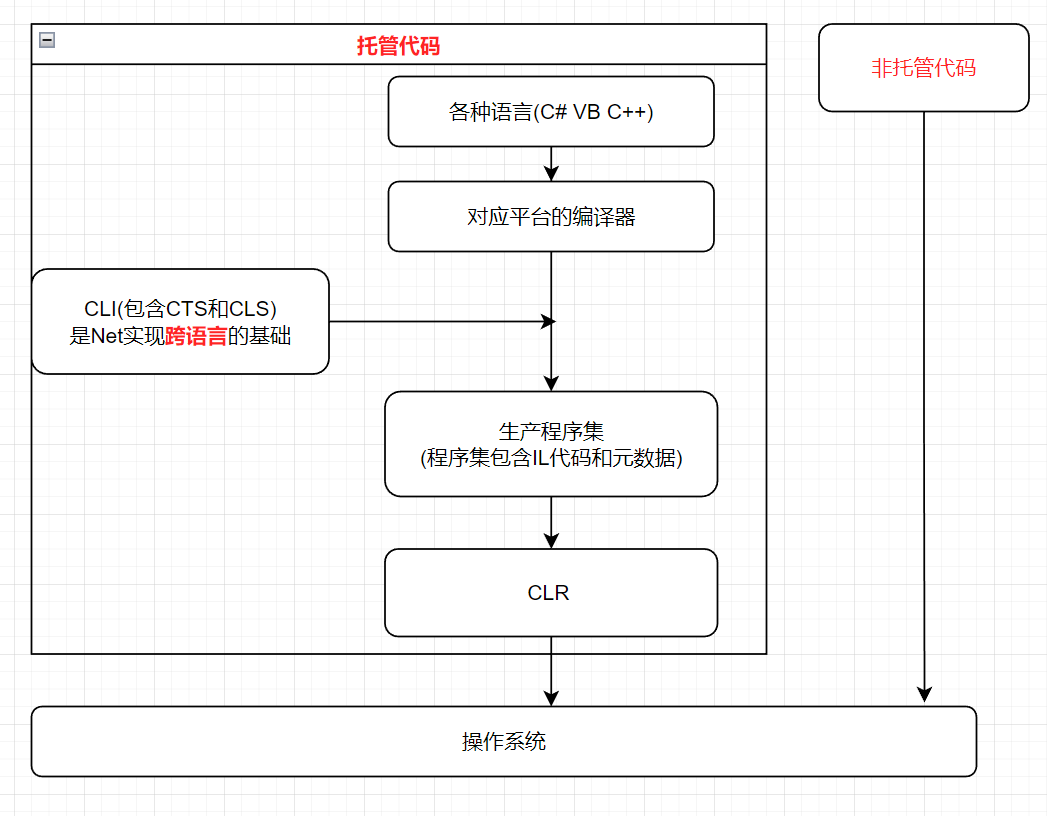 托管代码
非托管代码
各种语言(C# VB C++)
对应平台的编译器
CLI(包含CTS和CLS)
是Net实现跨语言的基础
生产程序集
(程序集包含IL代码和元数据)
CLR
操作系统